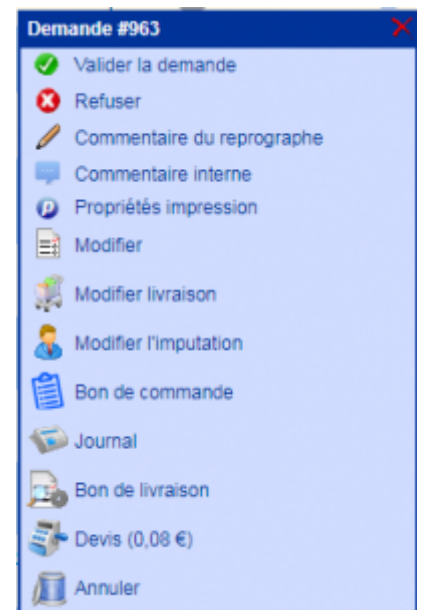 Demande #963
Valider la demande
Refuser
Commentaire du reprographe
Commentaire interne
Propriétés impression
Modifier
Modifier livraison
Modifier l'imputation
Bon de commande
Journal
Bon de livraison
Devis (0,08 €)
Annuler